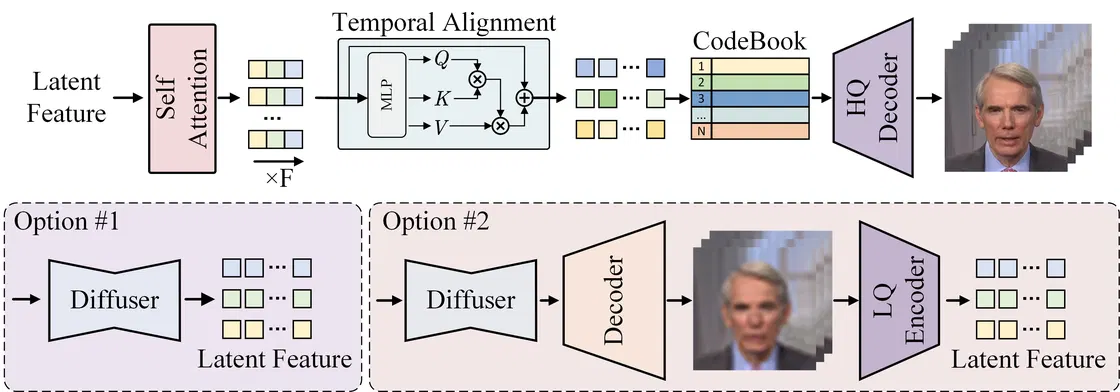 Latent
Feature
Self
Attention
×F
Temporal Alignment
MLP
Q
K
V
CodeBook
1
2
3
...
N
HQ
Decoder
Option #1
Diffuser
Latent Feature
Option #2
Diffuser
Decoder
LQ
Encoder
Latent Feature